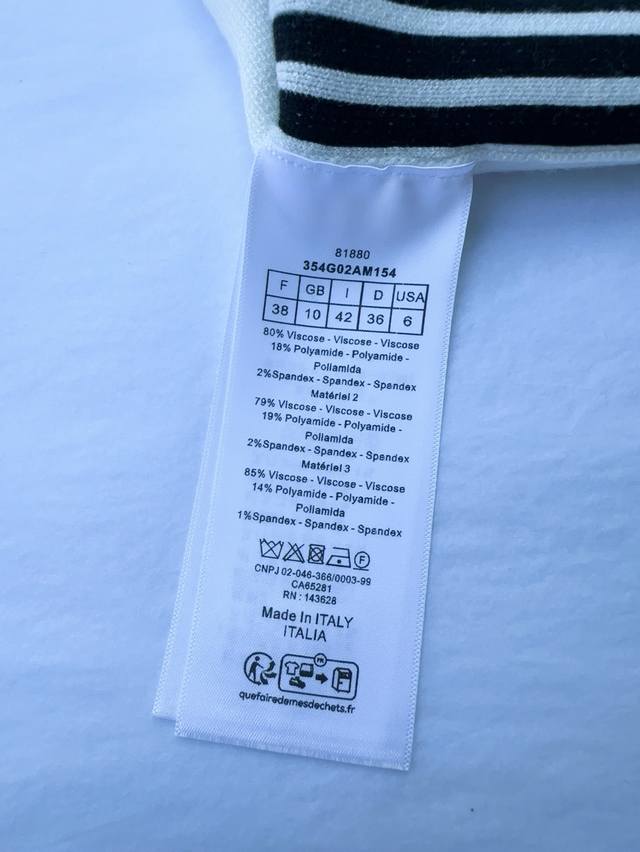 81880
354G02AM154
F GB I D USA
38 10 42 36 6
80% Viscose - Viscose - Viscose
18% Polyamide - Polyamide -
Poliamida
2%Spandex - Spandex - Spandex
Matériel 2
79% Viscose - Viscose - Viscose
19% Polyamide - Polyamide -
Poliamida
2%Spandex - Spandex - Spandex
Matériel 3
85% Viscose - Viscose - Viscose
14% Polyamide - Polyamide -
Poliamida
1%Spandex - Spandex - Spandex
F
CNPJ 02-046-366/0003-99
CA65281
RN : 143628
Made In ITALY
ITALIA
FR
quefairedemesdechets.fr